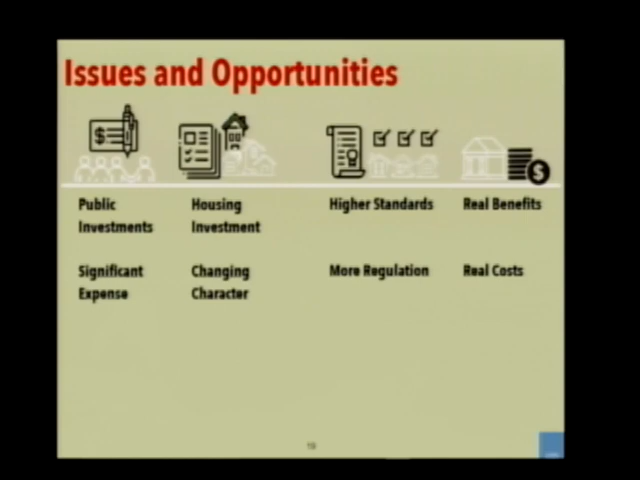 Issues and Opportunities
Public
Investments
Housing
Investment
Higher Standards
Real Benefits
Significant
Expense
Changing
Character
More Regulation
Real Costs